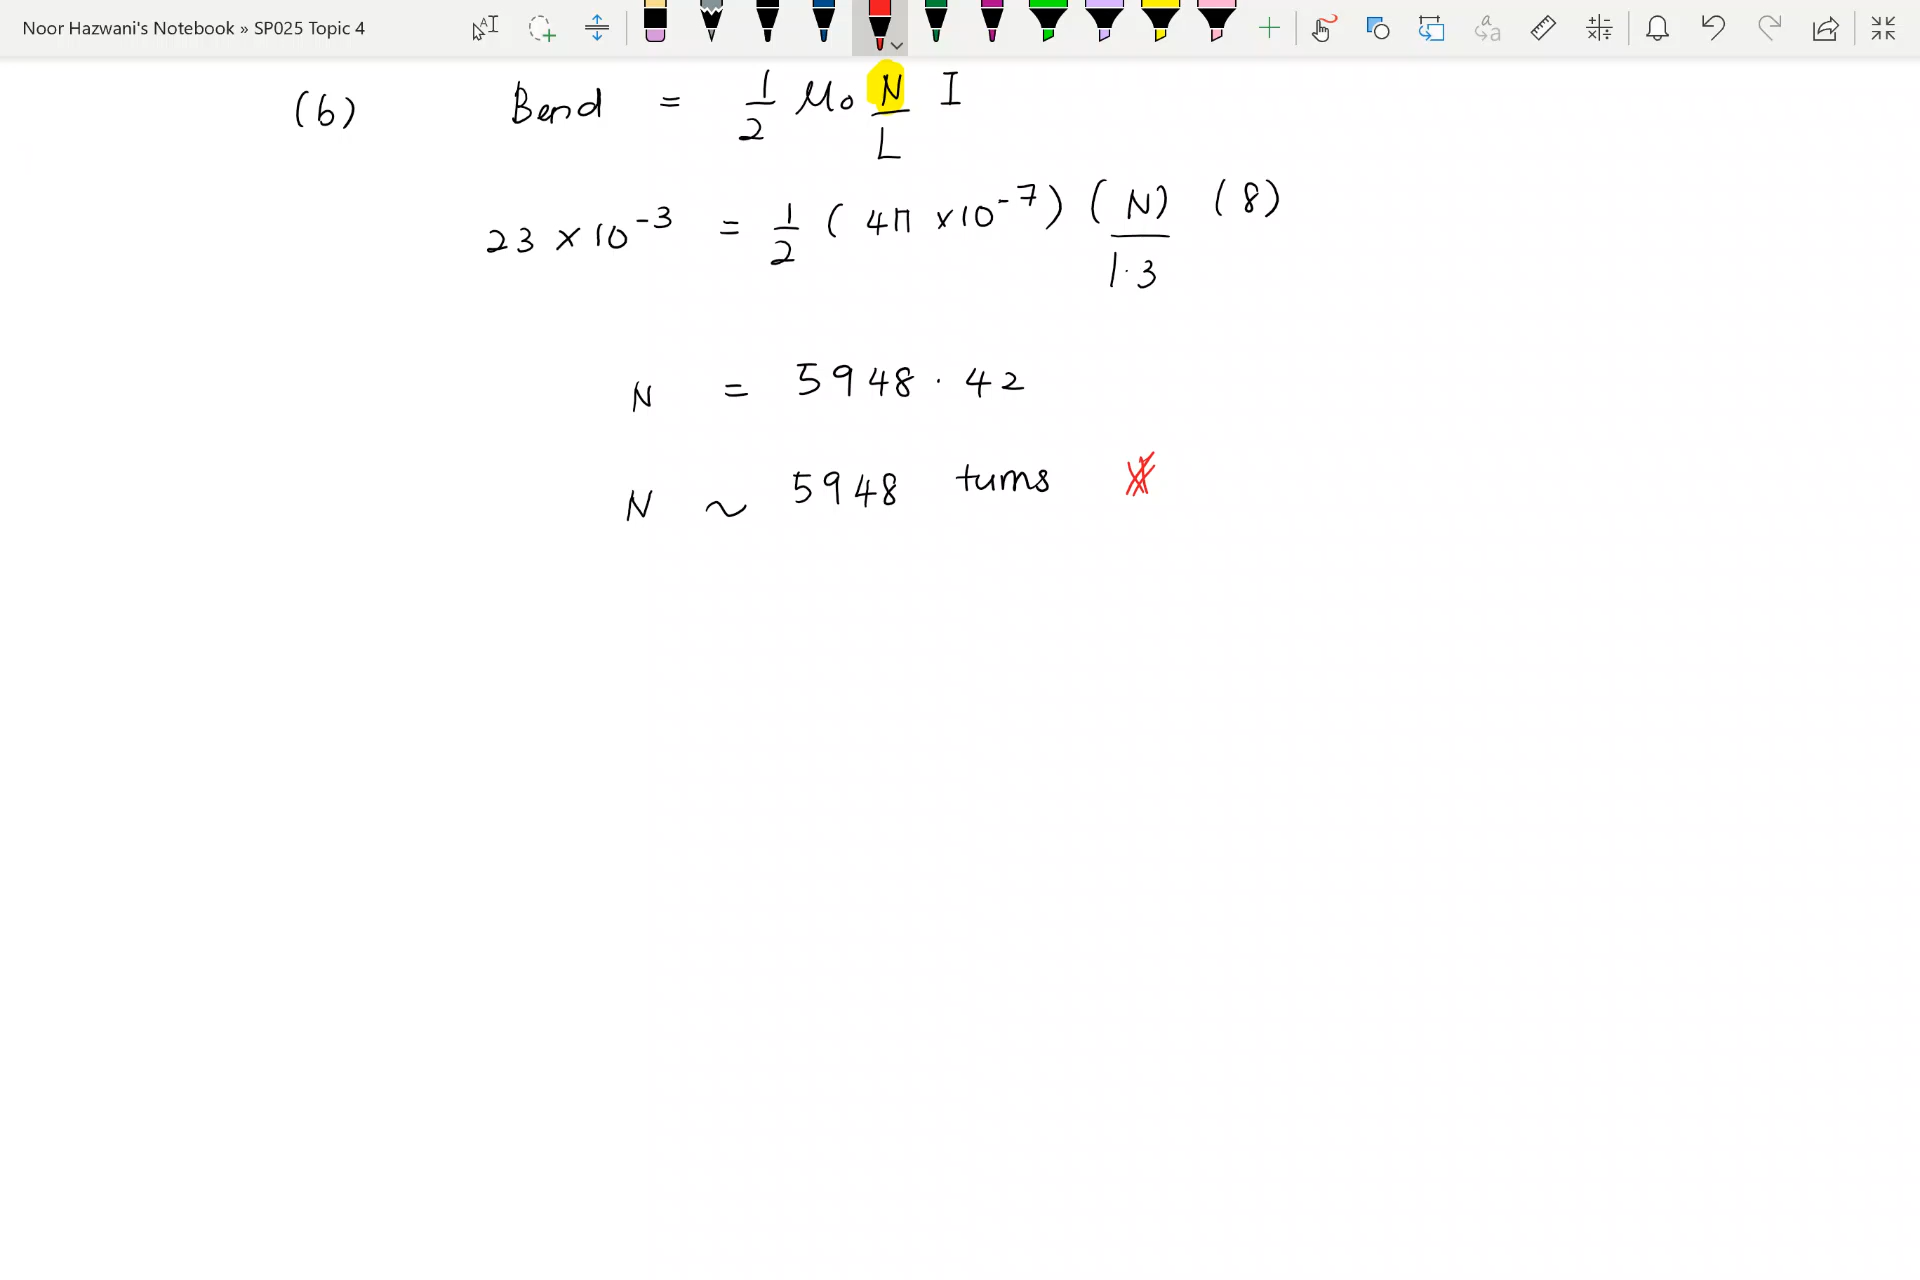 Noor Hazwani's Notebook » SP025 Topic 4
(b) Bend = 1/2 μo N/L I
23 × 10⁻³ = 1/2 (4π ×10⁻⁷) (N)/1.3 (8)
N = 5948.42
N ~ 5948 turns